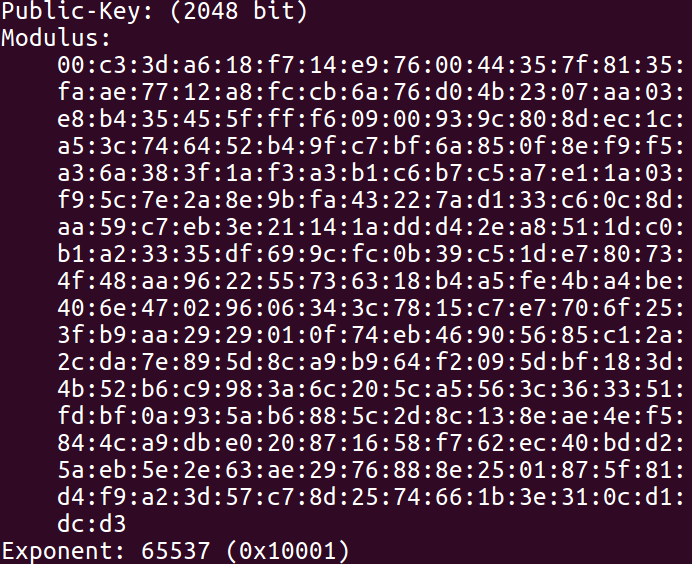 Public-Key: (2048 bit)
Modulus:
00:c3:3d:a6:18:f7:14:e9:76:00:44:35:7f:81:35:
fa:ae:77:12:a8:fc:cb:6a:76:d0:4b:23:07:aa:03:
e8:b4:35:45:5f:ff:f6:09:00:93:9c:80:8d:ec:1c:
a5:3c:74:64:52:b4:9f:c7:bf:6a:85:0f:8e:f9:f5:
a3:6a:38:3f:1a:f3:a3:b1:c6:b7:c5:a7:e1:1a:03:
f9:5c:7e:2a:8e:9b:fa:43:22:7a:d1:33:c6:0c:8d:
aa:59:c7:eb:3e:21:14:1a:dd:d4:2e:a8:51:1d:c0:
b1:a2:33:35:df:69:9c:fc:0b:39:c5:1d:e7:80:73:
4f:48:aa:96:22:55:73:63:18:b4:a5:fe:4b:a4:be:
40:6e:47:02:96:06:34:3c:78:15:c7:e7:70:6f:25:
3f:b9:aa:29:29:01:0f:74:eb:46:90:56:85:c1:2a:
2c:da:7e:89:5d:8c:a9:b9:64:f2:09:5d:bf:18:3d:
4b:52:b6:c9:98:3a:6c:20:5c:a5:56:3c:36:33:51:
fd:bf:0a:93:5a:b6:88:5c:2d:8c:13:8e:ae:4e:f5:
84:4c:a9:db:e0:20:87:16:58:f7:62:ec:40:bd:d2:
5a:eb:5e:2e:63:ae:29:76:88:8e:25:01:87:5f:81:
d4:f9:a2:3d:57:c7:8d:25:74:66:1b:3e:31:0c:d1:
dc:d3
Exponent: 65537 (0x10001)